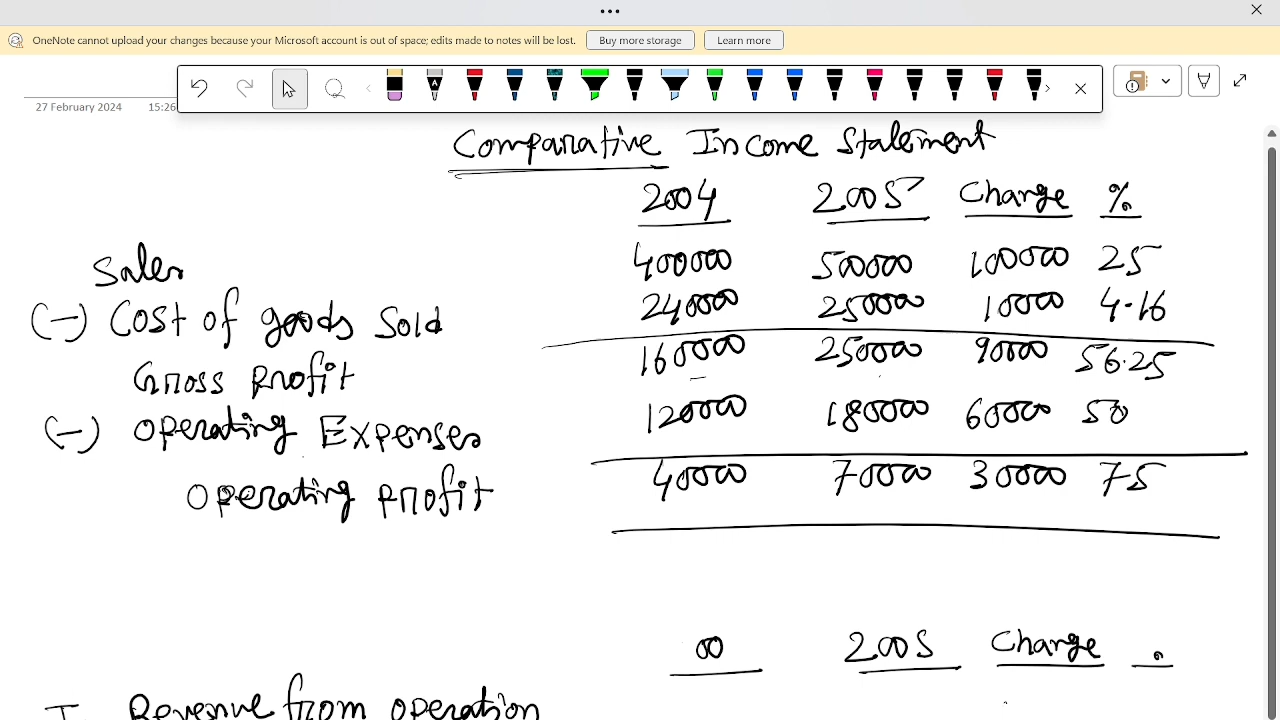 OneNote cannot upload your changes because your Microsoft account is out of space; edits made to notes will be lost. Buy more storage Learn more
27 February 2024 15:26
Comparative Income Statement
2004 2005 Change %
Sales 400000 500000 100000 25
(-) Cost of goods sold 240000 250000 10000 4.16
Gross profit 160000 250000 90000 56.25
(-) Operating Expenses 120000 180000 60000 50
Operating profit 40000 70000 30000 75
00 2005 Change
I. Revenue from operation